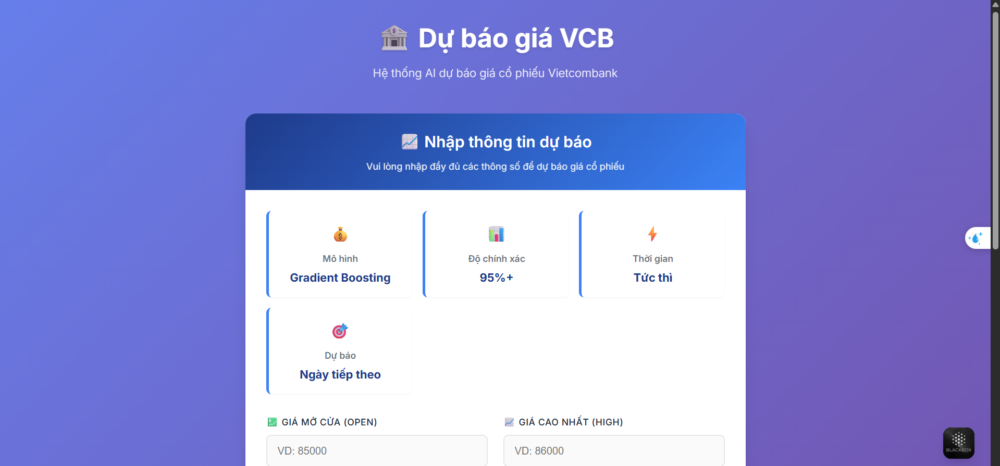 Dự báo giá VCB
Hệ thống AI dự báo giá cổ phiếu Vietcombank
Nhập thông tin dự báo
Vui lòng nhập đầy đủ các thông số để dự báo giá cổ phiếu
Mô hình
Gradient Boosting
Độ chính xác
95%+
Thời gian
Tức thì
Dự báo
Ngày tiếp theo
GIÁ MỞ CỬA (OPEN)
VD: 85000
GIÁ CAO NHẤT (HIGH)
VD: 86000
BLACKBOX